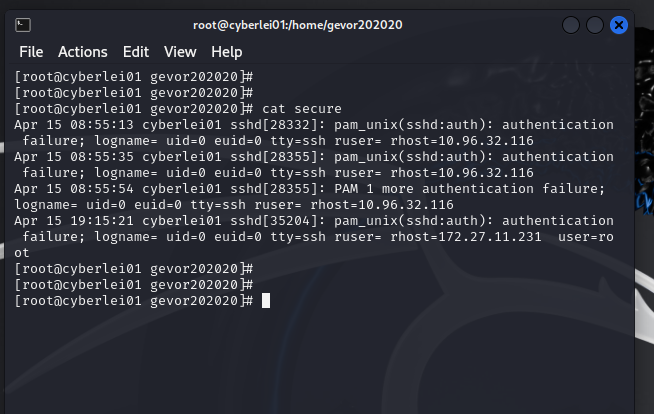 root@cyberlei01:/home/gevor202020
File Actions Edit View Help
[root@cyberlei01 gevor202020]#
[root@cyberlei01 gevor202020]#
[root@cyberlei01 gevor202020]# cat secure
Apr 15 08:55:13 cyberlei01 sshd[28332]: pam_unix(sshd:auth): authentication
failure; logname= uid=0 euid=0 tty=ssh ruser= rhost=10.96.32.116
Apr 15 08:55:35 cyberlei01 sshd[28355]: pam_unix(sshd:auth): authentication
failure; logname= uid=0 euid=0 tty=ssh ruser= rhost=10.96.32.116
Apr 15 08:55:54 cyberlei01 sshd[28355]: PAM 1 more authentication failure;
logname= uid=0 euid=0 tty=ssh ruser= rhost=10.96.32.116
Apr 15 19:15:21 cyberlei01 sshd[35204]: pam_unix(sshd:auth): authentication
failure; logname= uid=0 euid=0 tty=ssh ruser= rhost=172.27.11.231  user=ro
ot
[root@cyberlei01 gevor202020]#
[root@cyberlei01 gevor202020]#
[root@cyberlei01 gevor202020]#